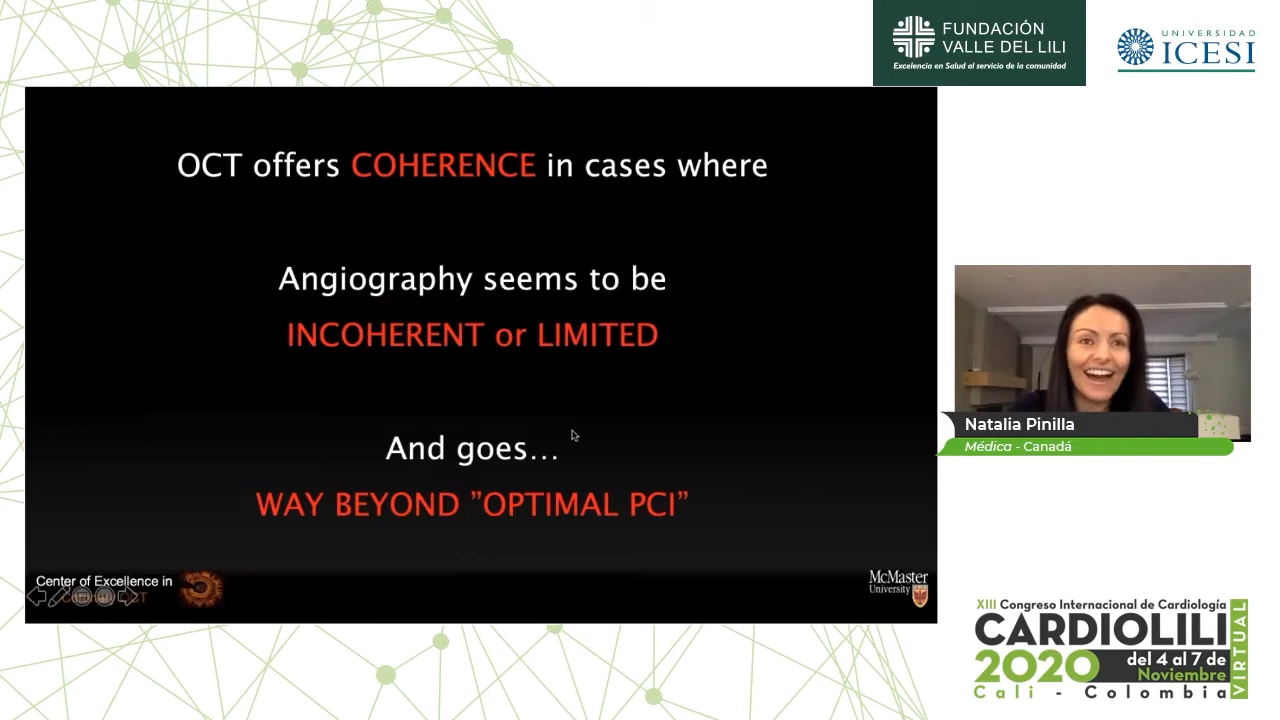 FUNDACIÓN
VALLE DEL LILI
Excelencia en Salud al servicio de la comunidad
UNIVERSIDAD
ICESI
OCT offers COHERENCE in cases where
Angiography seems to be
INCOHERENT or LIMITED
And goes...
WAY BEYOND ”OPTIMAL PCI”
Center of Excellence in
McMaster
University
Natalia Pinilla
Médica - Canadá
XIII Congreso Internacional de Cardiología
CARDIOLILI
2020
del 4 al 7 de
Noviembre
VIRTUAL
Cali - Colombia